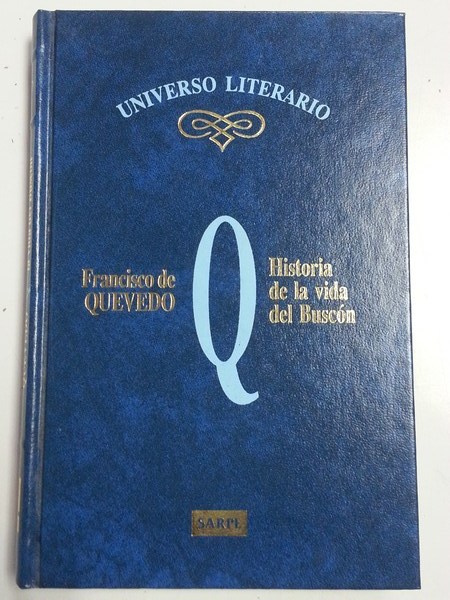 UNIVERSO LITERARIO
Francisco de
QUEVEDO
Q
Historia
de la vida
del Buscón
SARPE